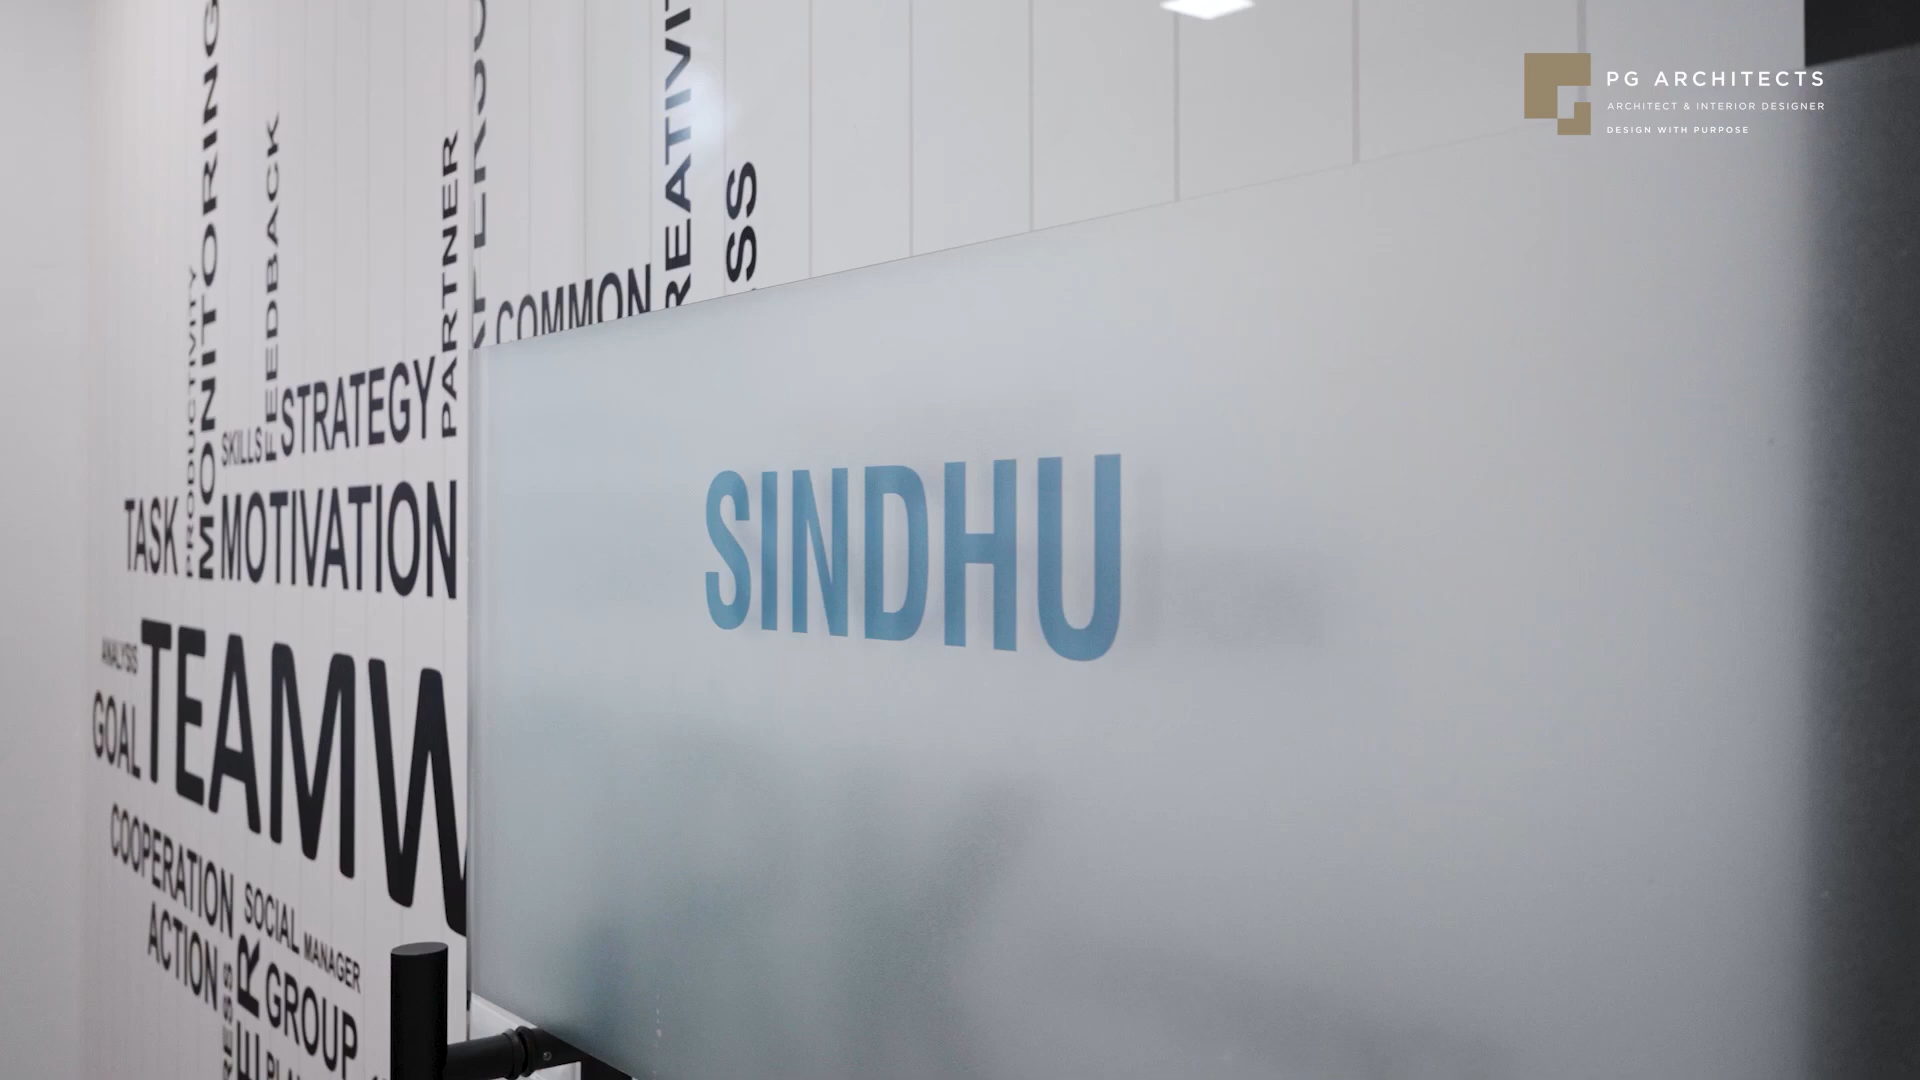 PG ARCHITECTS
ARCHITECT & INTERIOR DESIGNER
DESIGN WITH PURPOSE
MONITORING
FEEDBACK
PRODUCTIVITY
PARTNER
COMMON
SKILLS
STRATEGY
TASK
MOTIVATION
SINDHU
ANALYSIS
GOAL
TEAMW
COOPERATION
SOCIAL
MANAGER
ACTION
GROUP